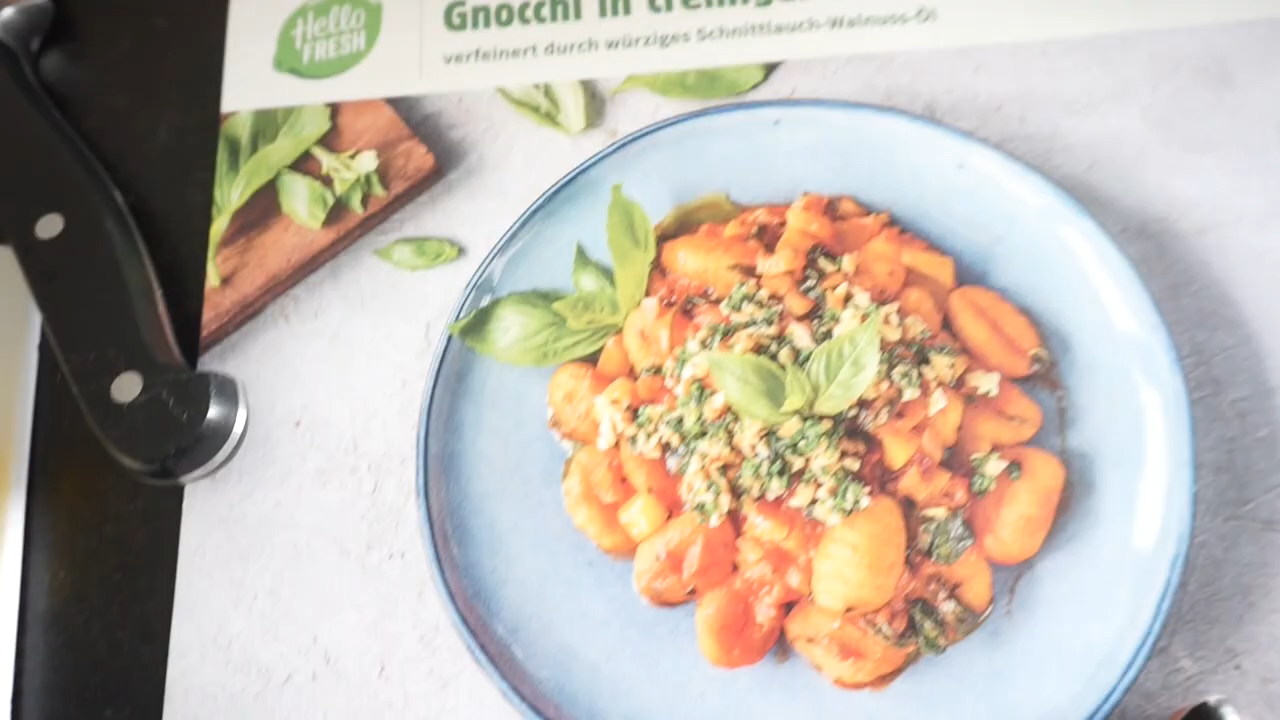 Hello
FRESH
Gnocchi in
verfeinert durch würziges Schnittlauch-Walnuss-Öl